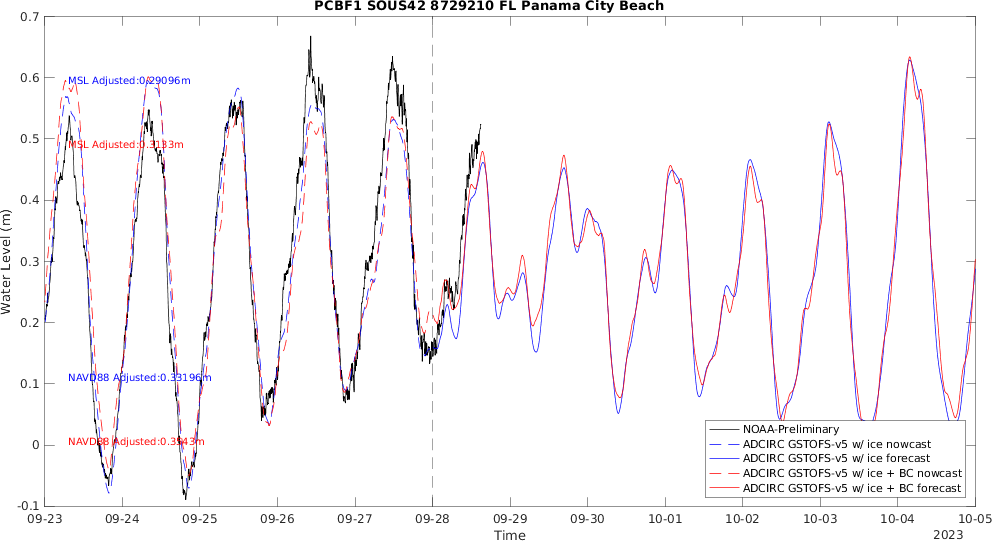 PCBF1 SOUS42 8729210 FL Panama City Beach
0.7
0.6
0.5
0.4
0.3
0.2
0.1
0
-0.1
Water Level (m)
MSL Adjusted:0.29096m
MSL Adjusted:0.3133m
NAVD88 Adjusted:0.33196m
NAVD88 Adjusted:0.3543m
NOAA-Preliminary
ADCIRC GSTOFS-v5 w/ ice nowcast
ADCIRC GSTOFS-v5 w/ ice forecast
ADCIRC GSTOFS-v5 w/ ice + BC nowcast
ADCIRC GSTOFS-v5 w/ ice + BC forecast
09-23 09-24 09-25 09-26 09-27 09-28 09-29 09-30 10-01 10-02 10-03 10-04 10-05
Time
2023